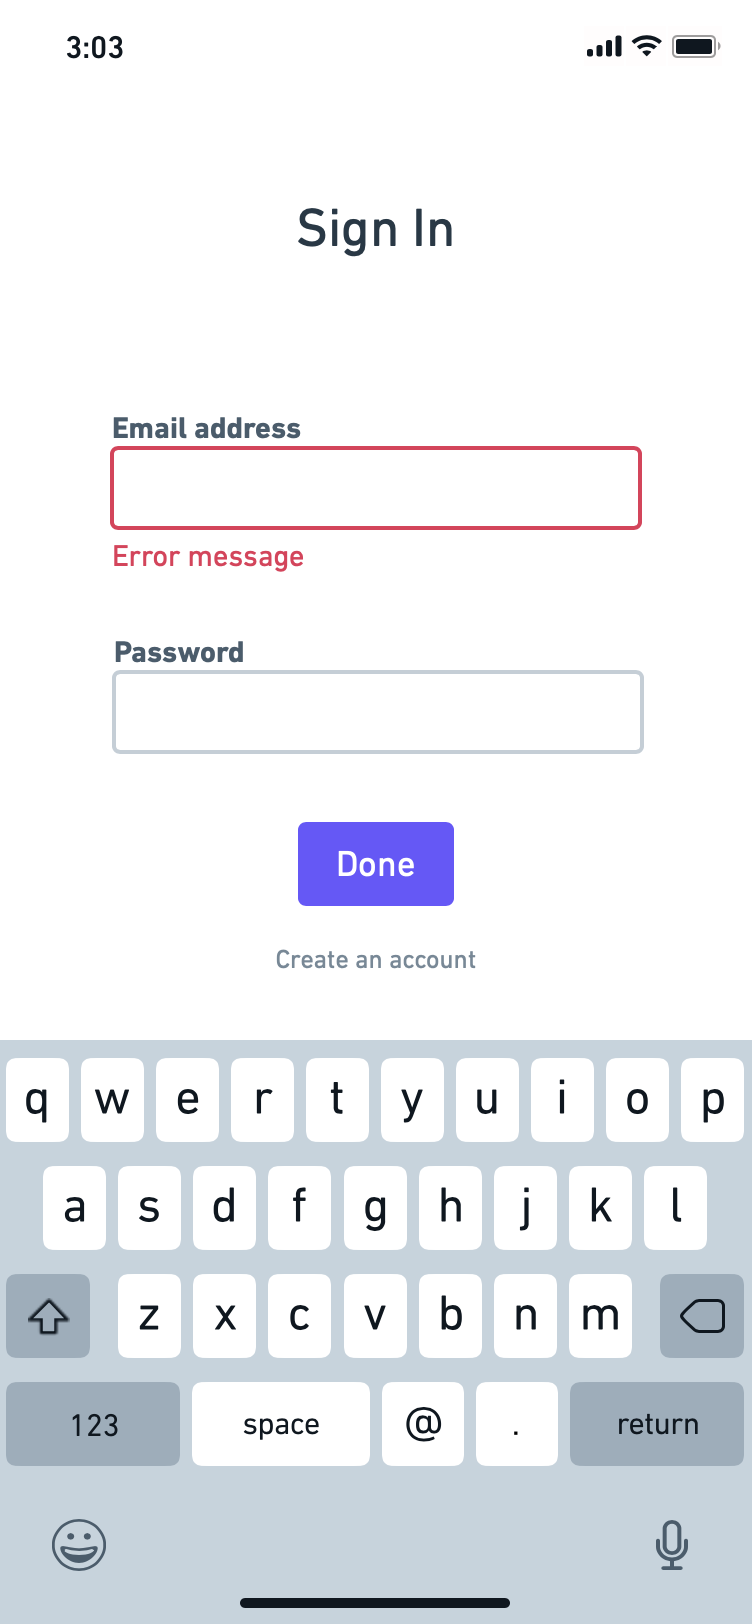 3:03
Sign In
Email address
Error message
Password
Done
Create an account
q w e r t y u i o p
a s d f g h j k l
z x c v b n m
123 space @ . return